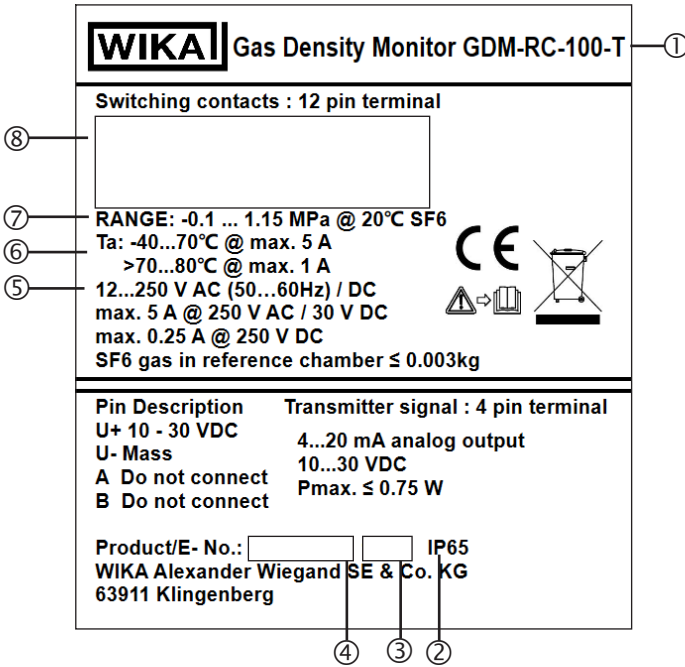 WIKA Gas Density Monitor GDM-RC-100-T ①
Switching contacts : 12 pin terminal
⑧
⑦ RANGE: -0.1 ... 1.15 MPa @ 20℃ SF6
⑥ Ta: -40...70℃ @ max. 5 A
>70...80℃ @ max. 1 A
CE
⑤ 12...250 V AC (50...60Hz) / DC
max. 5 A @ 250 V AC / 30 V DC
max. 0.25 A @ 250 V DC
SF6 gas in reference chamber ≤ 0.003kg
Pin Description
U+ 10 - 30 VDC
U- Mass
A Do not connect
B Do not connect
Transmitter signal : 4 pin terminal
4...20 mA analog output
10...30 VDC
Pmax. ≤ 0.75 W
Product/E- No.: IP65
WIKA Alexander Wiegand SE & Co. KG
63911 Klingenberg
④ ③ ②